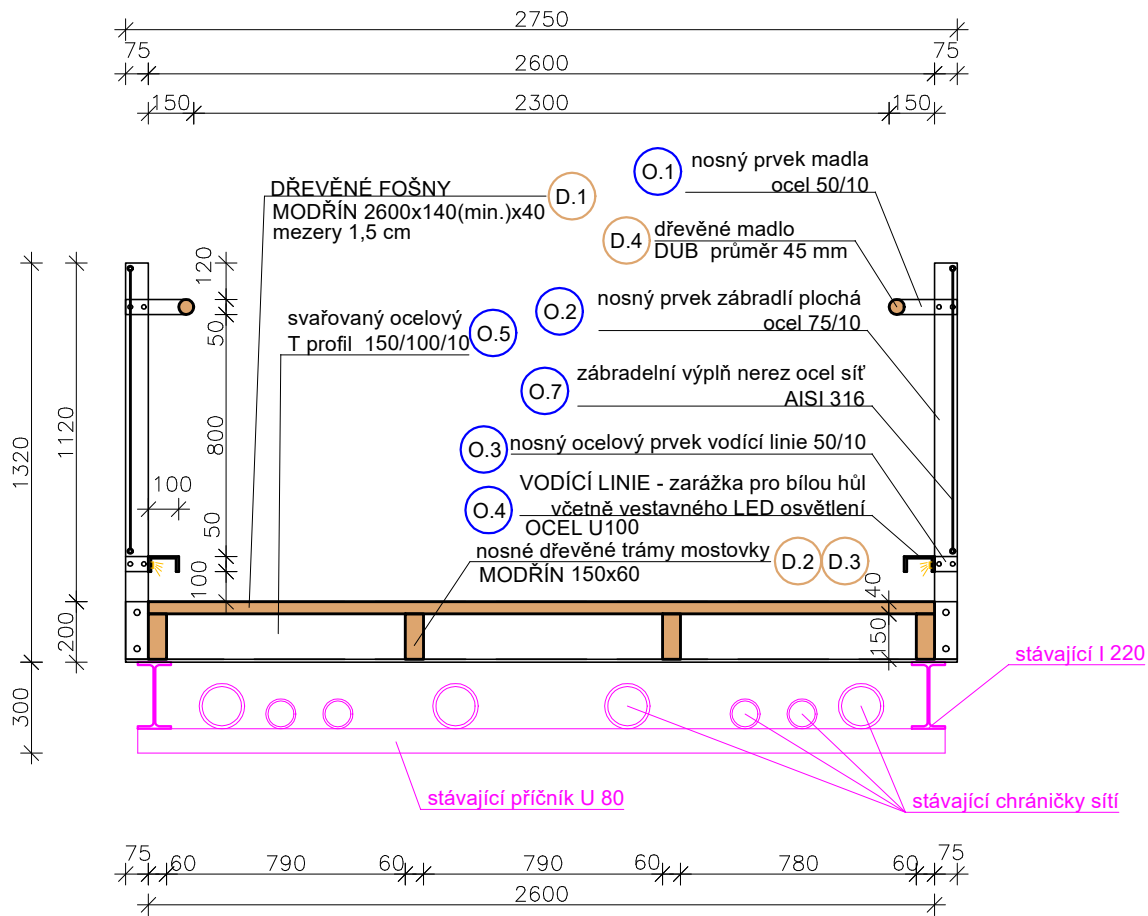 2750
75
2600
75
150
2300
150
O.1
nosný prvek madla
ocel 50/10
DŘEVĚNÉ FOŠNY
MODŘÍN 2600x140(min.)x40
mezery 1,5 cm
D.1
D.4
dřevěné madlo
DUB průměr 45 mm
120
50
800
50
100
svařovaný ocelový
T profil 150/100/10
O.5
O.2
nosný prvek zábradlí plochá
ocel 75/10
O.7
zábradelní výplň nerez ocel síť
AISI 316
1320
1120
100
O.3
nosný ocelový prvek vodící linie 50/10
O.4
VODÍCÍ LINIE - zarážka pro bílou hůl
včetně vestavného LED osvětlení
OCEL U100
nosné dřevěné trámy mostovky
MODŘÍN 150x60
D.2
D.3
40
150
200
300
stávající I 220
stávající příčník U 80
stávající chráničky sítí
75
60
790
60
790
60
780
60
75
2600